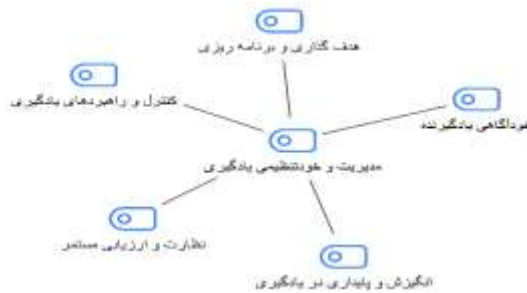 هدف گذاری و برنامه ریزی
کنترل و راهبردهای یادگیری
خودآگاهی یادگیرنده
مدیریت و خودتنظیمی یادگیری
نظارت و ارزیابی مستمر
انگیزش و پایداری در یادگیری